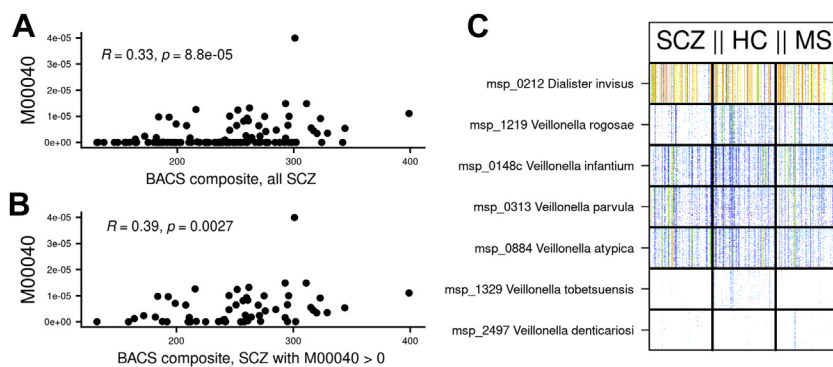 A
R = 0.33, p = 8.8e-05
M00040
4e-05
3e-05
2e-05
1e-05
0e+00
200
300
400
BACS composite, all SCZ
B
R = 0.39, p = 0.0027
M00040
4e-05
3e-05
2e-05
1e-05
0e+00
200
300
400
BACS composite, SCZ with M00040 > 0
C
SCZ || HC || MS
msp_0212 Dialister invisus
msp_1219 Veillonella rogosae
msp_0148c Veillonella infantium
msp_0313 Veillonella parvula
msp_0884 Veillonella atypica
msp_1329 Veillonella tobetsuensis
msp_2497 Veillonella denticariosi